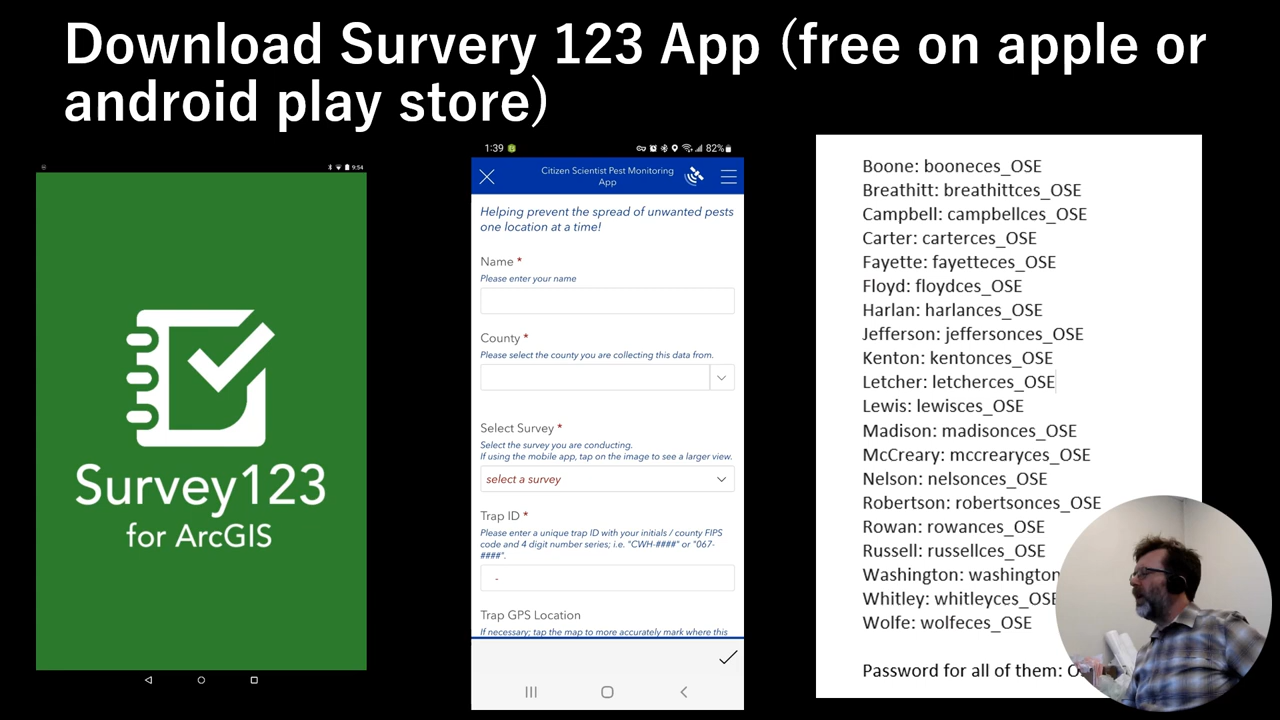 Download Survery 123 App (free on apple or
android play store)
9:54
Survey123
for ArcGIS
1:39
82%
Citizen Scientist Pest Monitoring
App
Helping prevent the spread of unwanted pests
one location at a time!
Name *
Please enter your name
County *
Please select the county you are collecting this data from.
Select Survey *
Select the survey you are conducting.
If using the mobile app, tap on the image to see a larger view.
select a survey
Trap ID *
Please enter a unique trap ID with your initials / county FIPS
code and 4 digit number series; i.e. "CWH-####" or "067-
####".
-
Trap GPS Location
If necessary; tap the map to more accurately mark where this
Boone: booneces_OSE
Breathitt: breathittces_OSE
Campbell: campbellces_OSE
Carter: carterces_OSE
Fayette: fayetteces_OSE
Floyd: floydces_OSE
Harlan: harlances_OSE
Jefferson: jeffersonces_OSE
Kenton: kentonces_OSE
Letcher: letcherces_OSE
Lewis: lewisces_OSE
Madison: madisonces_OSE
McCreary: mccrearyces_OSE
Nelson: nelsonces_OSE
Robertson: robertsonces_OSE
Rowan: rowances_OSE
Russell: russellces_OSE
Washington: washington
Whitley: whitleyces_OSE
Wolfe: wolfeces_OSE
Password for all of them: